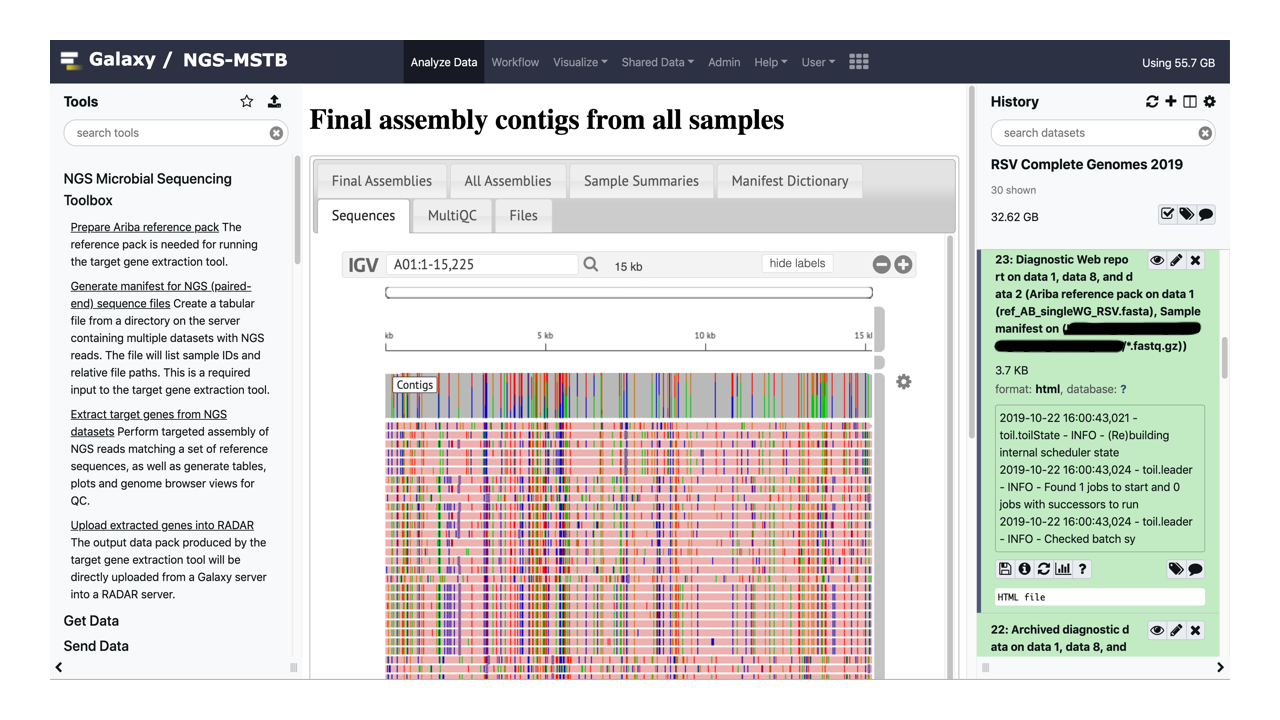 Galaxy / NGS-MSTB
Analyze Data Workflow Visualize Shared Data Admin Help User
Using 55.7 GB
Tools
search tools
NGS Microbial Sequencing
Toolbox
Prepare Ariba reference pack The
reference pack is needed for running
the target gene extraction tool.
Generate manifest for NGS (paired-
end) sequence files Create a tabular
file from a directory on the server
containing multiple datasets with NGS
reads. The file will list sample IDs and
relative file paths. This is a required
input to the target gene extraction tool.
Extract target genes from NGS
datasets Perform targeted assembly of
NGS reads matching a set of reference
sequences, as well as generate tables,
plots and genome browser views for
QC.
Upload extracted genes into RADAR
The output data pack produced by the
target gene extraction tool will be
directly uploaded from a Galaxy server
into a RADAR server.
Get Data
Send Data
Final assembly contigs from all samples
Final Assemblies All Assemblies Sample Summaries Manifest Dictionary
Sequences MultiQC Files
IGV A01:1-15,225 15 kb hide labels
kb 5 kb 10 kb 15 kl
Contigs
History
search datasets
RSV Complete Genomes 2019
30 shown
32.62 GB
23: Diagnostic Web repo
rt on data 1, data 8, and d
ata 2 (Ariba reference pack on data 1
(ref_AB_singleWG_RSV.fasta), Sample
manifest on (
/*.fastq.gz))
3.7 KB
format: html, database: ?
2019-10-22 16:00:43,021 -
toil.toilState - INFO - (Re)building
internal scheduler state
2019-10-22 16:00:43,024 - toil.leader
- INFO - Found 1 jobs to start and 0
jobs with successors to run
2019-10-22 16:00:43,024 - toil.leader
- INFO - Checked batch sy
HTML file
22: Archived diagnostic d
ata on data 1, data 8, and